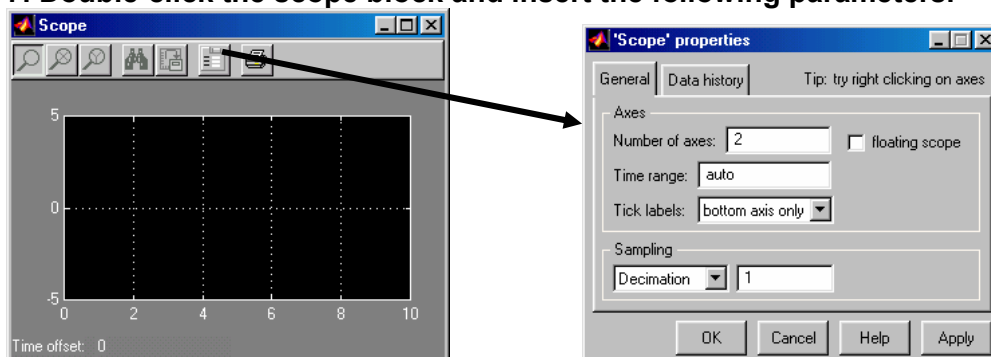 Double-click the scope block and insert the following parameters:
Scope
5
0
-5
0 2 4 6 8 10
Time offset: 0
'Scope' properties
General Data history Tip: try right clicking on axes
Axes
Number of axes: 2 floating scope
Time range: auto
Tick labels: bottom axis only
Sampling
Decimation 1
OK Cancel Help Apply